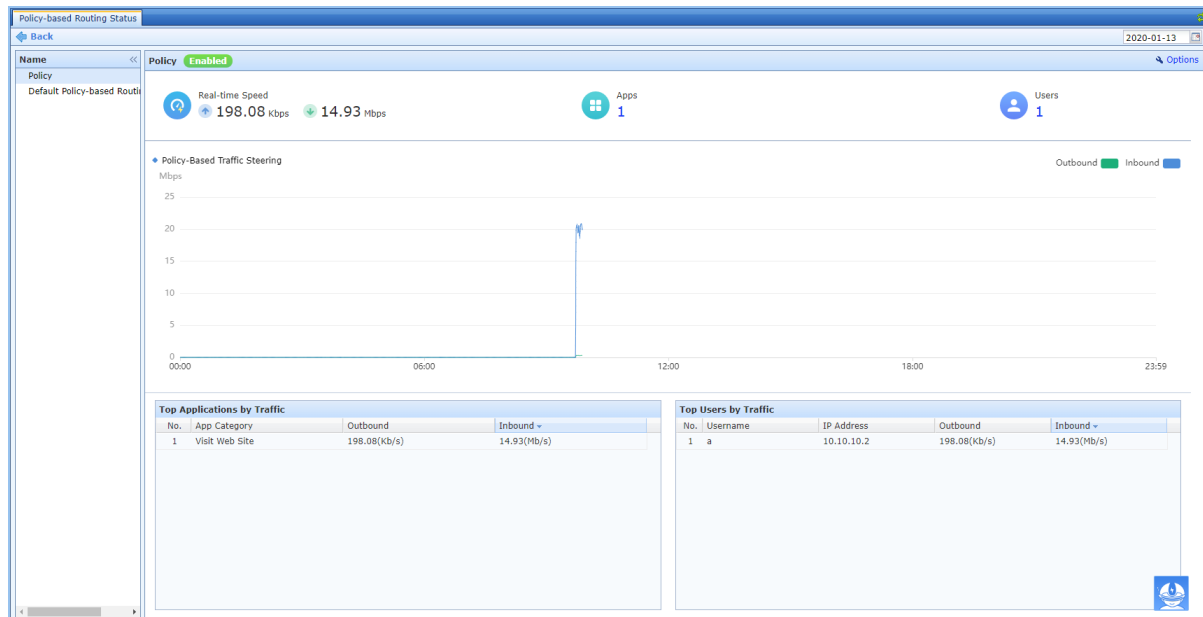 Policy-based Routing Status
Back
2020-01-13
Name
Policy
Default Policy-based Routin
Policy Enabled
Options
Real-time Speed
198.08 Kbps 14.93 Mbps
Apps
1
Users
1
Policy-Based Traffic Steering
Outbound Inbound
Mbps
25
20
15
10
5
0
00:00 06:00 12:00 18:00 23:59
Top Applications by Traffic
No. App Category Outbound Inbound
1 Visit Web Site 198.08(Kb/s) 14.93(Mb/s)
Top Users by Traffic
No. Username IP Address Outbound Inbound
1 a 10.10.10.2 198.08(Kb/s) 14.93(Mb/s)